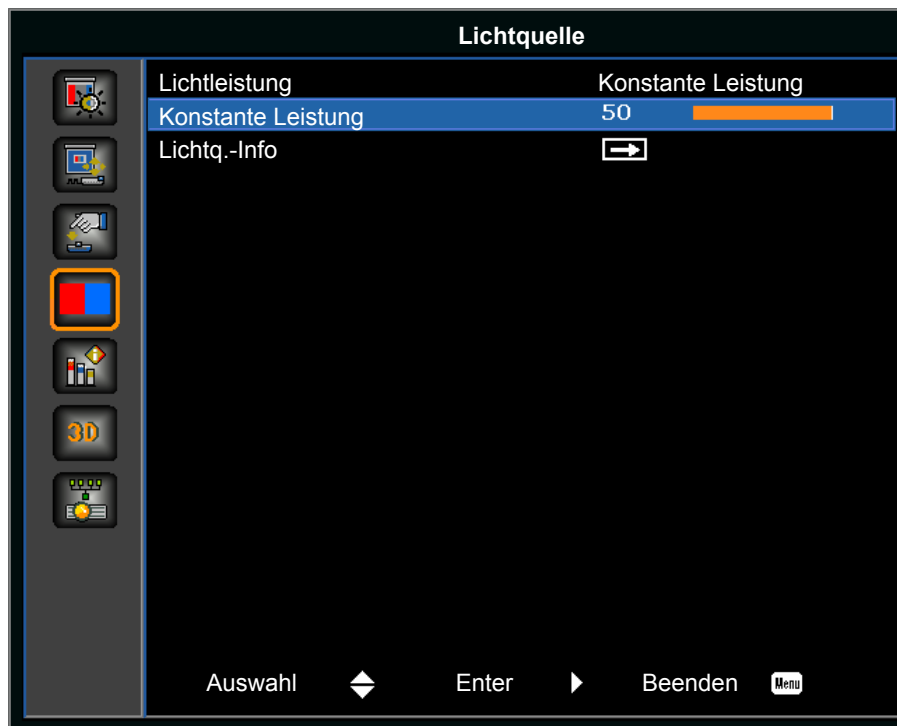 Lichtquelle
Lichtleistung Konstante Leistung
Konstante Leistung 50
Lichtq.-Info
3D
Auswahl Enter Beenden Menu